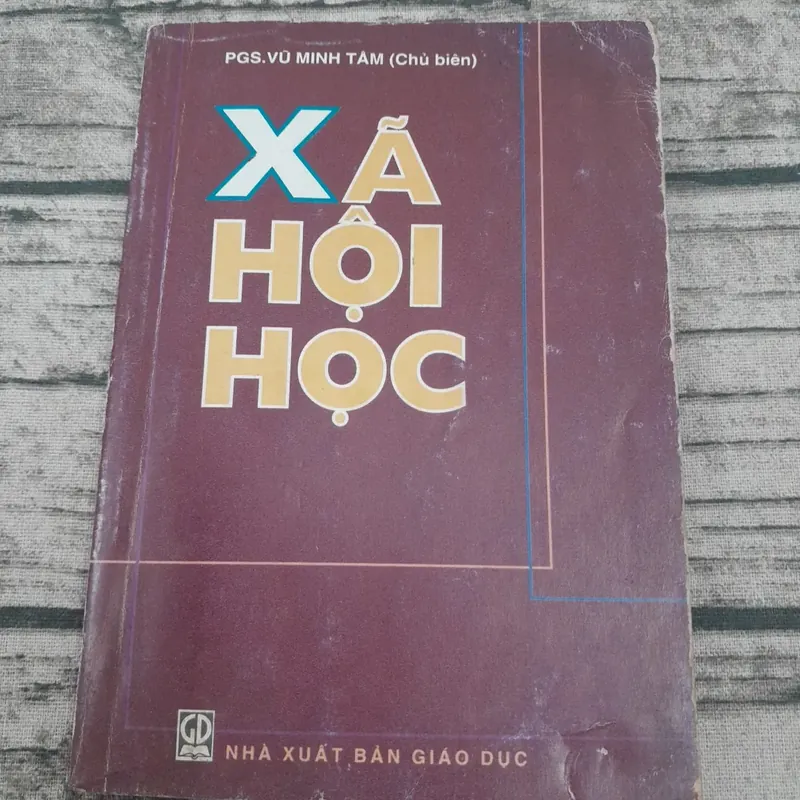 PGS.VŨ MINH TÂM (Chủ biên)
XÃ
HỘI
HỌC
GD
NHÀ XUẤT BẢN GIÁO DỤC